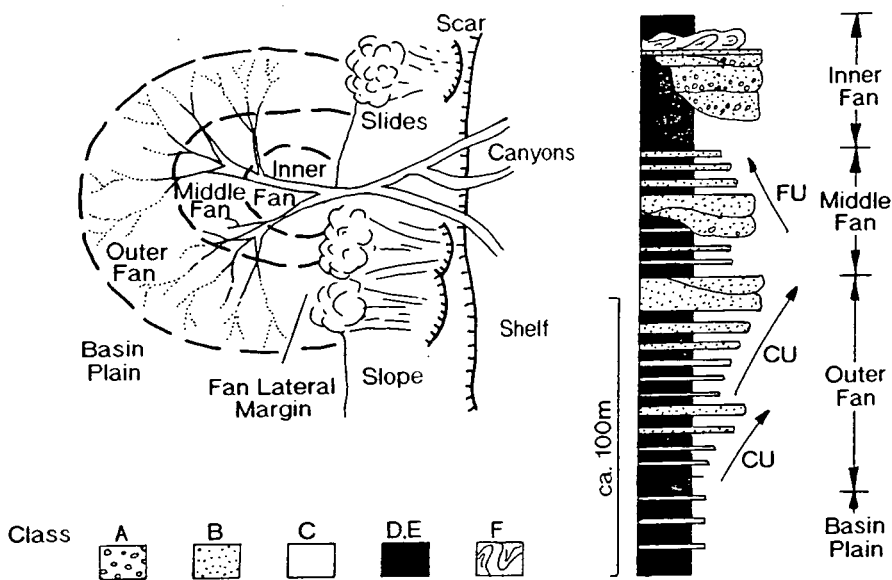 Scar
Slides
Canyons
Inner
Fan
Middle
Fan
Outer
Fan
Basin
Plain
Fan Lateral
Margin
Slope
Shelf
ca. 100m
FU
CU
CU
Inner
Fan
Middle
Fan
Outer
Fan
Basin
Plain
Class
A
B
C
D.E
F